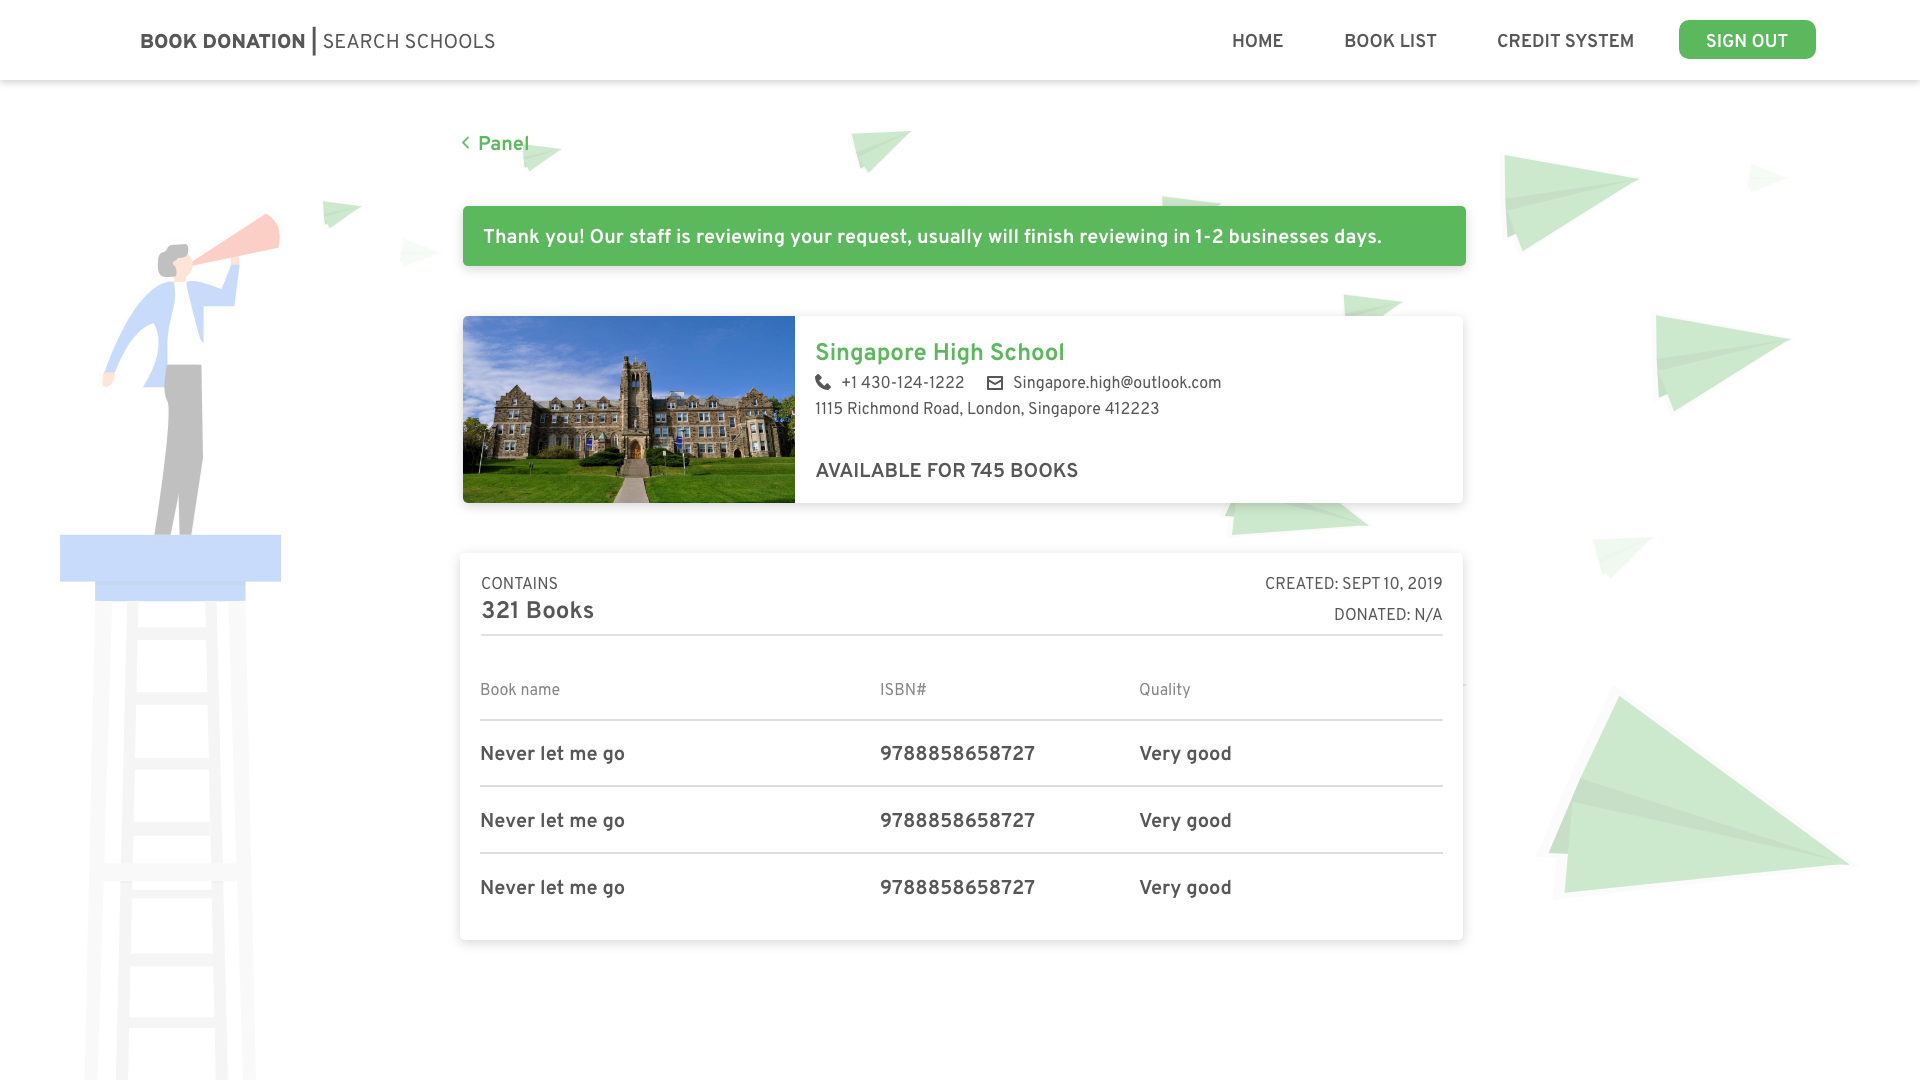 BOOK DONATION | SEARCH SCHOOLS
HOME
BOOK LIST
CREDIT SYSTEM
SIGN OUT
Panel
Thank you! Our staff is reviewing your request, usually will finish reviewing in 1-2 businesses days.
Singapore High School
+1 430-124-1222
Singapore.high@outlook.com
1115 Richmond Road, London, Singapore 412223
AVAILABLE FOR 745 BOOKS
CONTAINS
321 Books
CREATED: SEPT 10, 2019
DONATED: N/A
Book name ISBN# Quality
Never let me go 9788858658727 Very good
Never let me go 9788858658727 Very good
Never let me go 9788858658727 Very good